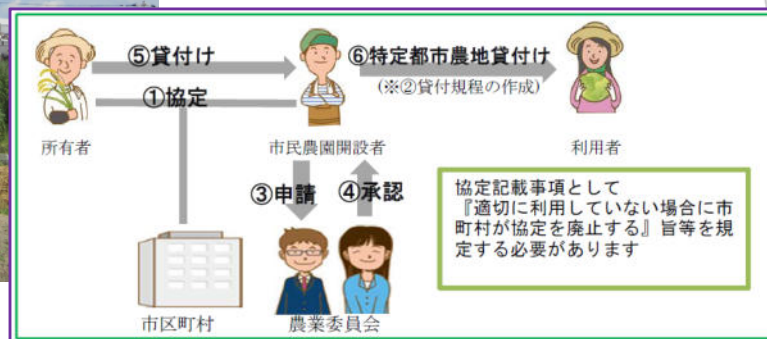 ⑤貸付け
⑥特定都市農地貸付け
(※②貸付規程の作成)
①協定
所有者
市民農園開設者
利用者
③申請
④承認
協定記載事項として
『適切に利用していない場合に市
町村が協定を廃止する』旨等を規
定する必要があります
市区町村
農業委員会